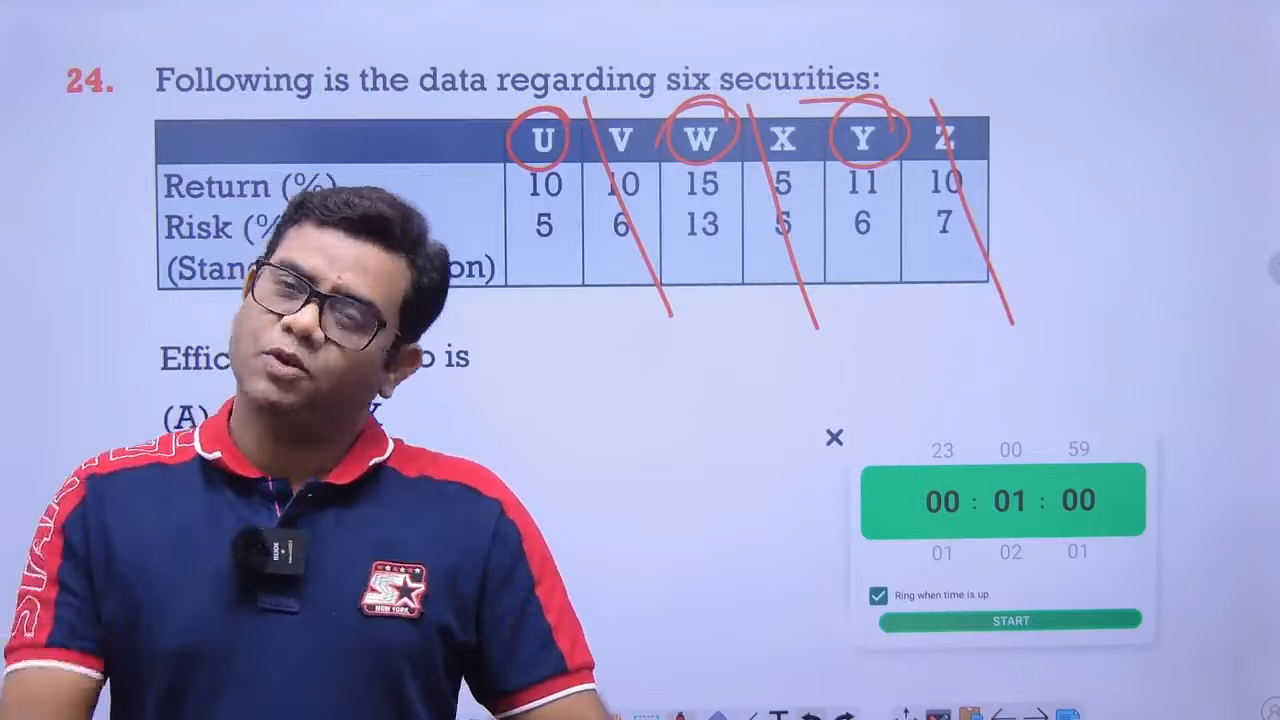 24. Following is the data regarding six securities:
U V W X Y Z
Return (%) 10 10 15 5 11 10
Risk (% 5 6 13 5 6 7
(Stan on)
Effic o is
(A)
23 00 59
00 : 01 : 00
01 02 01
Ring when time is up
START
NEW YORK